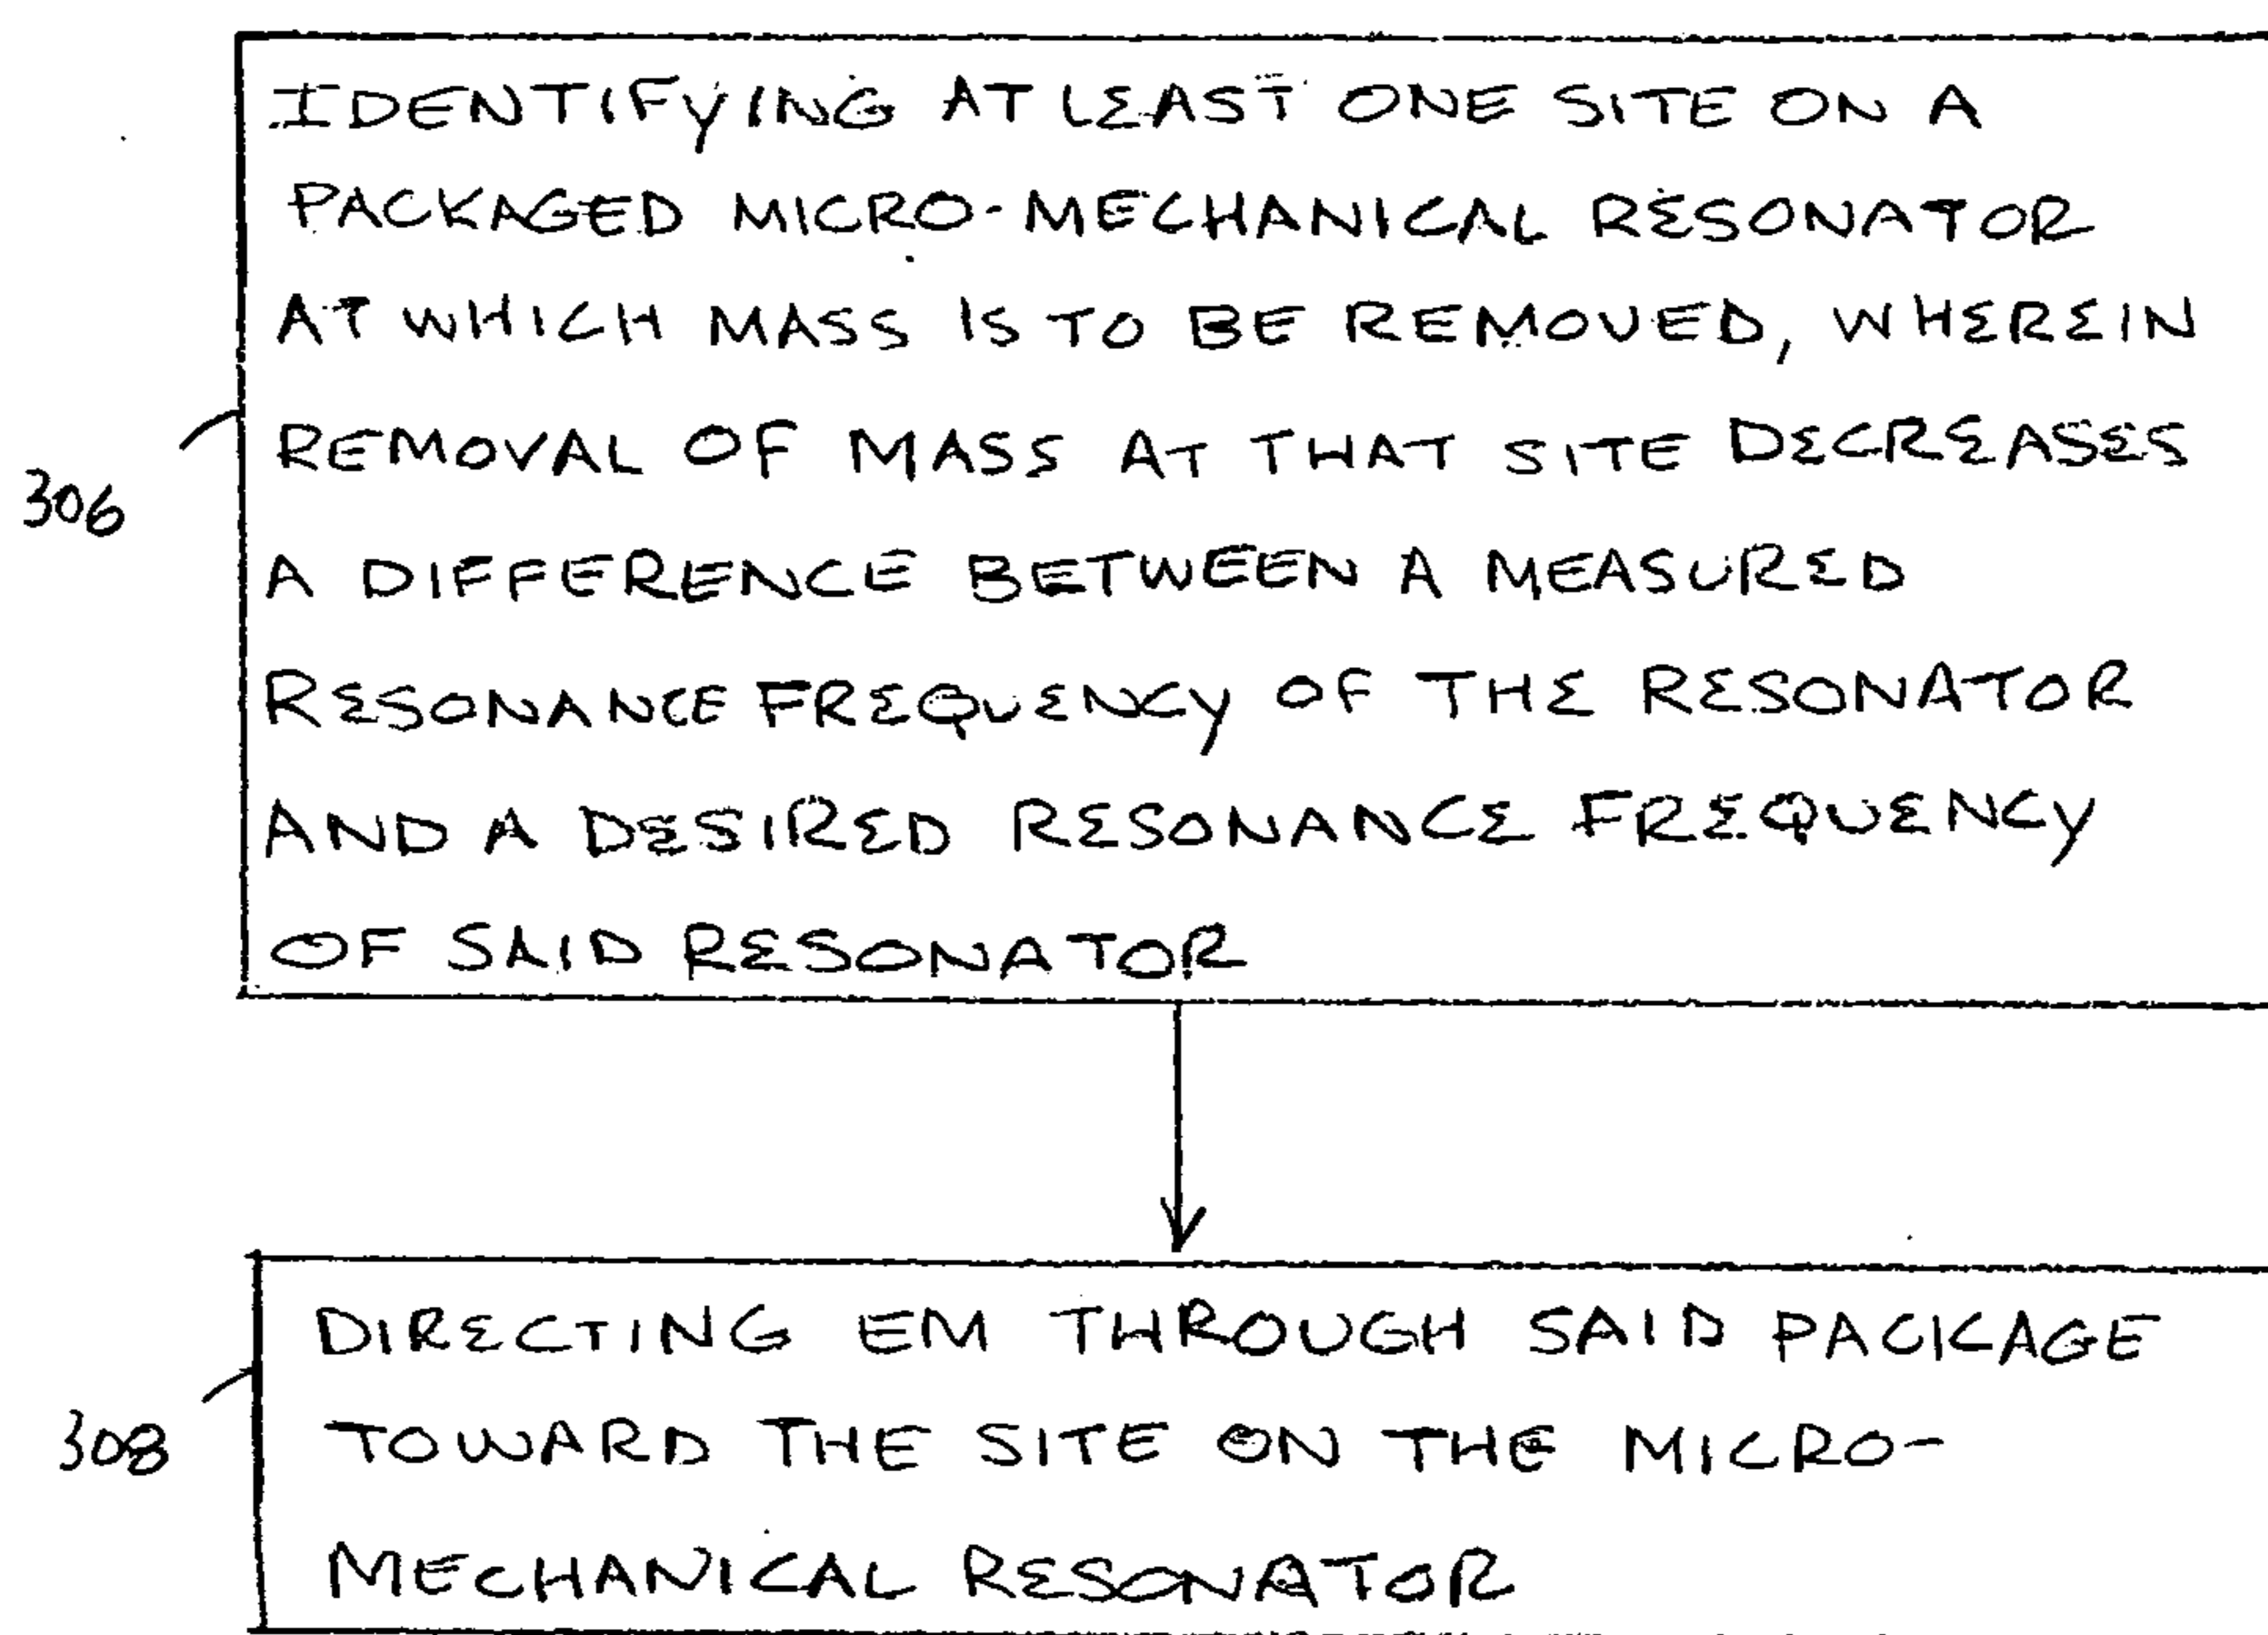 IDENTIFYING AT LEAST ONE SITE ON A
PACKAGED MICRO-MECHANICAL RESONATOR
AT WHICH MASS IS TO BE REMOVED, WHEREIN
REMOVAL OF MASS AT THAT SITE DECREASES
306
A DIFFERENCE BETWEEN A MEASURED
RESONANCE FREQUENCY OF THE RESONATOR
AND A DESIRED RESONANCE FREQUENCY
OF SAID RESONATOR
DIRECTING EM THROUGH SAID PACKAGE
308
TOWARD THE SITE ON THE MICRO-
MECHANICAL RESONATOR